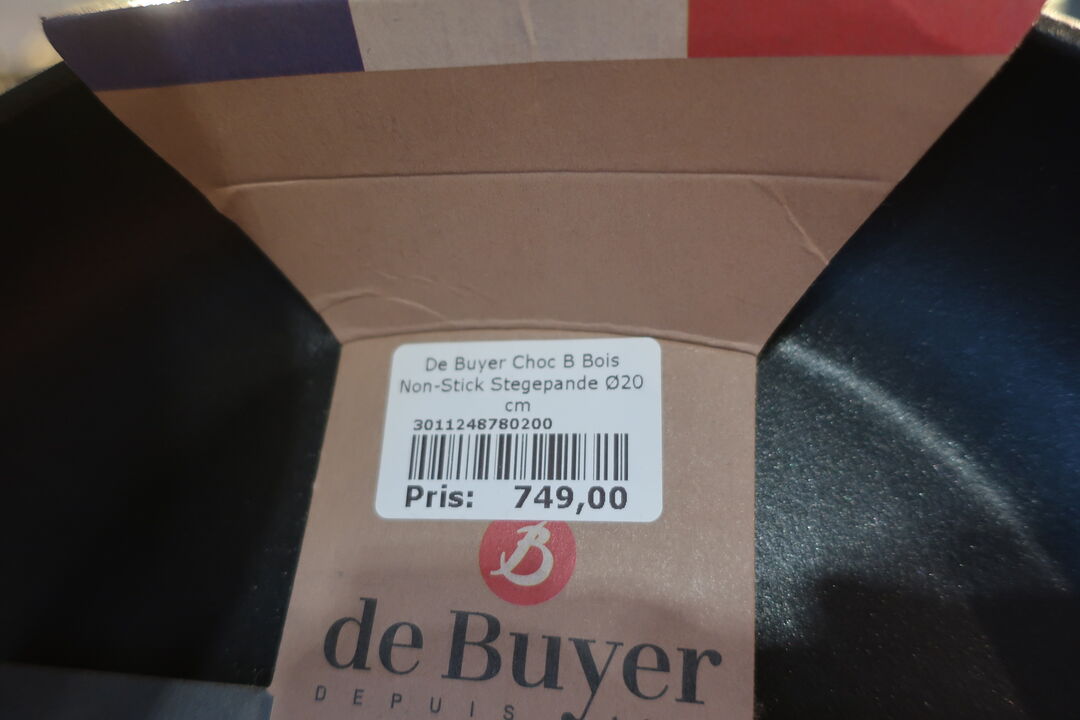 De Buyer Choc B Bois
Non-Stick Stegepande Ø20
cm
3011248780200
Pris: 749,00
B
de Buyer
DEPUIS